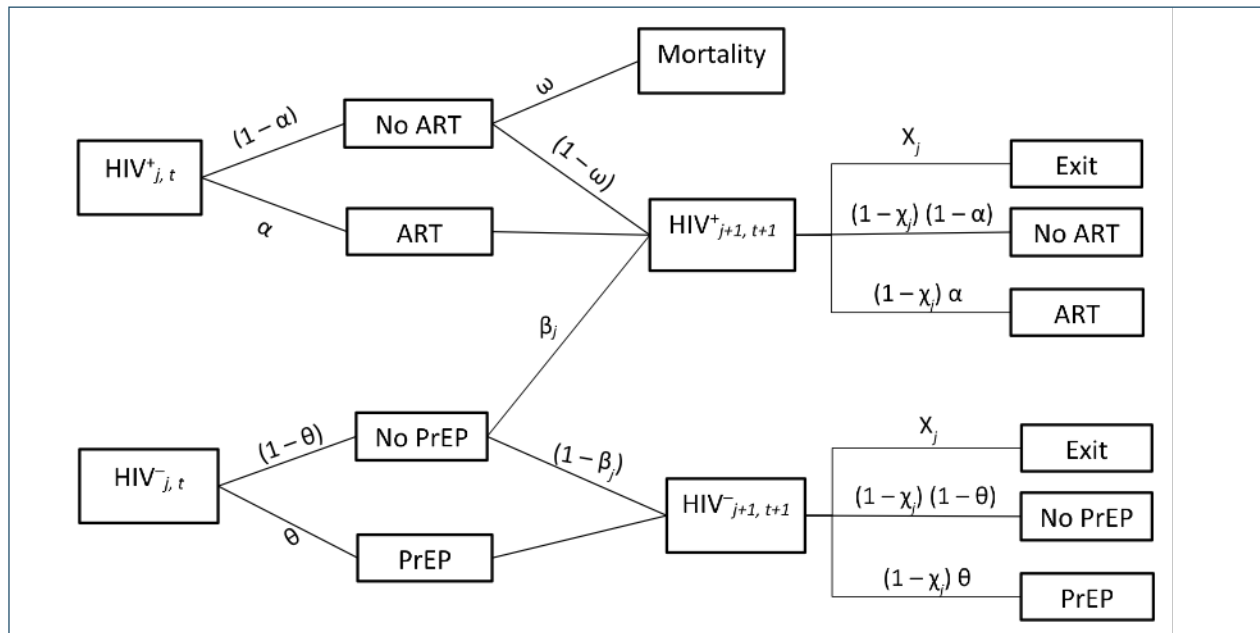 Mortality
ω
(1 – α)
No ART
HIV⁺j, t
(1 – ω)
α
ART
HIV⁺j+1, t+1
Xj
Exit
(1 – χj) (1 – α)
No ART
(1 – χj) α
ART
βj
(1 – θ)
No PrEP
(1 – βj)
HIV⁻j, t
θ
PrEP
HIV⁻j+1, t+1
Xj
Exit
(1 – χj) (1 – θ)
No PrEP
(1 – χj) θ
PrEP